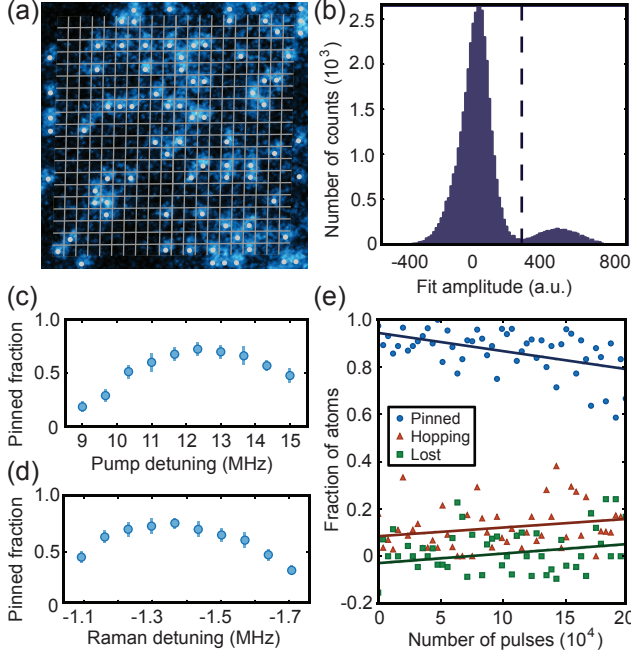 (a)
(b)
2.5
2.0
1.5
1.0
0.5
0
Number of counts (10³)
-400
0
400
800
Fit amplitude (a.u.)
(c)
1.0
0.5
0
Pinned fraction
9 10 11 12 13 14 15
Pump detuning (MHz)
(d)
1.0
0.5
0
Pinned fraction
-1.1
-1.3
-1.5
-1.7
Raman detuning (MHz)
(e)
1.0
0.8
0.6
0.4
0.2
0
-0.2
Fraction of atoms
Pinned
Hopping
Lost
0
5
10
15
20
Number of pulses (10⁴)